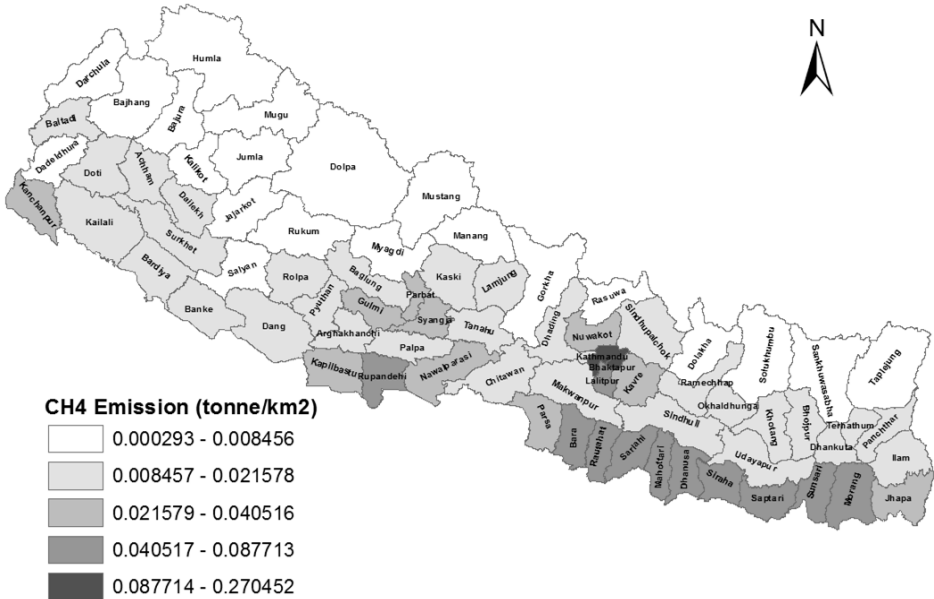 N
Humla
Darchula
Bajhang
Bajura
Mugu
Baitadi
Dadeldhura
Doti
Achham
Kalikot
Jumla
Dolpa
Kanchanpur
Kailali
Dailekh
Jajarkot
Mustang
Surkhet
Rukum
Myagdi
Manang
Bardiya
Salyan
Rolpa
Baglung
Kaski
Lamjung
Gorkha
Banke
Dang
Pyuthan
Gulmi
Parbat
Syangja
Tanahu
Dhading
Rasuwa
Sindhupalchok
Arghakhanchi
Palpa
Nuwakot
Dolakha
Solukhumbu
Sankhuwasabha
Taplejung
Kapilbastu
Rupandehi
Nawalparasi
Chitawan
Kathmandu
Bhaktapur
Lalitpur
Kavre
Ramechhap
Makwanpur
Okhaldhunga
Khotang
Bhojpur
Terhathum
Panchthar
Dhankuta
Sindhuli
Udayapur
Ilam
Parsa
Bara
Rautahat
Sarlahi
Mahottari
Dhanusa
Siraha
Saptari
Sunsari
Morang
Jhapa
CH4 Emission (tonne/km2)
0.000293 - 0.008456
0.008457 - 0.021578
0.021579 - 0.040516
0.040517 - 0.087713
0.087714 - 0.270452